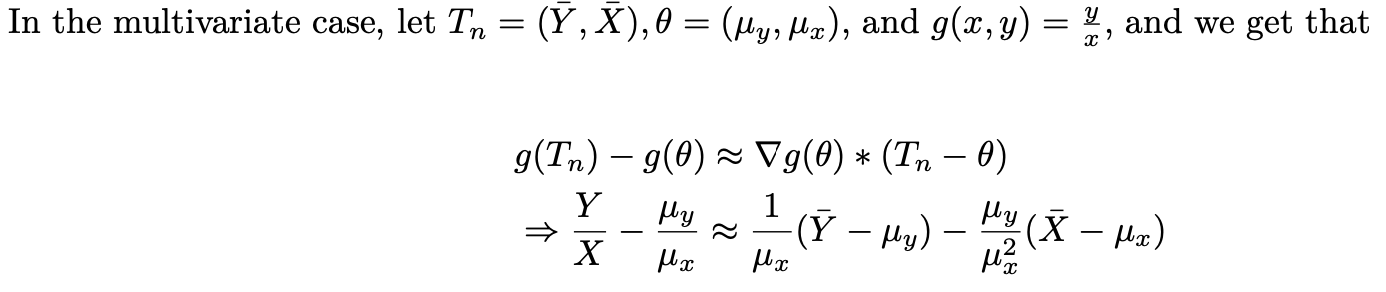 In the multivariate case, let $T_n = (\bar{Y}, \bar{X}), \theta = (\mu_y, \mu_x)$, and $g(x, y) = \frac{y}{x}$, and we get that
$g(T_n) - g(\theta) \approx \nabla g(\theta) * (T_n - \theta)$
$\Rightarrow \frac{Y}{X} - \frac{\mu_y}{\mu_x} \approx \frac{1}{\mu_x}(\bar{Y} - \mu_y) - \frac{\mu_y}{\mu_x^2}(\bar{X} - \mu_x)$